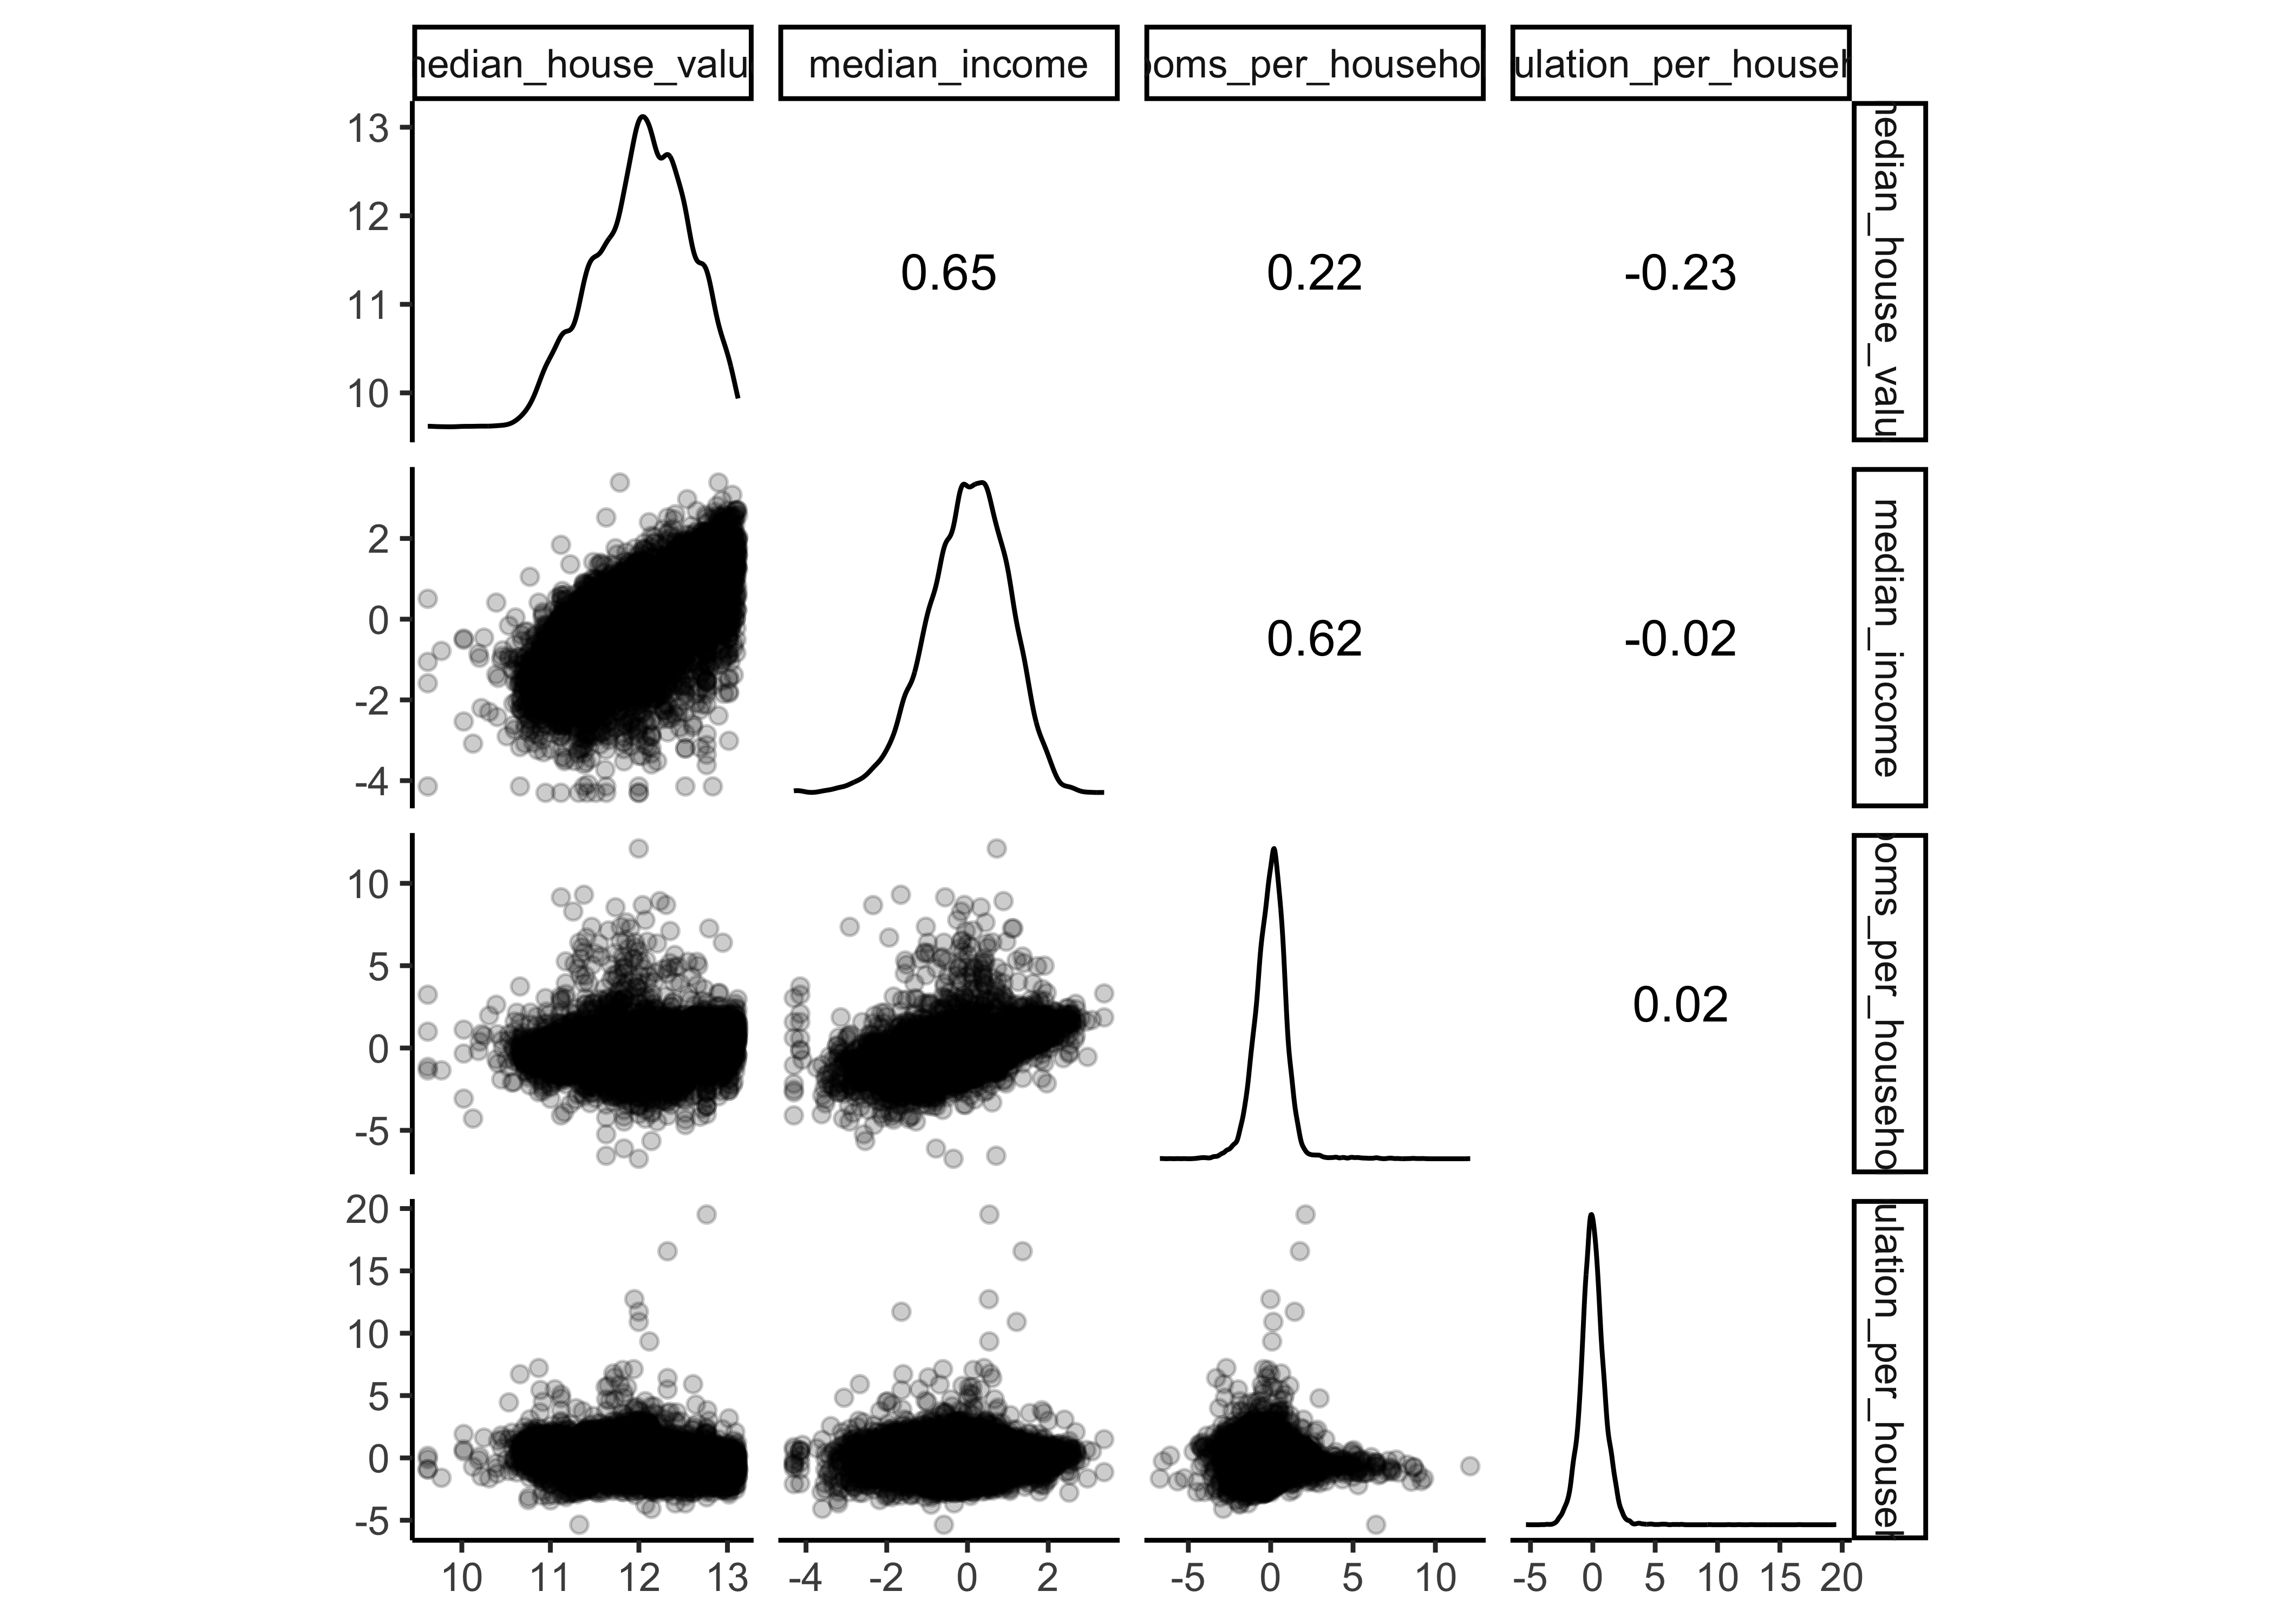 nedian_house_valu
median_income
ooms_per_househo
ulation_per_househ
13
12
11
10
0.65
0.22
-0.23
nedian_house_valu
2
0
-2
-4
0.62
-0.02
median_income
10
5
0
-5
0.02
ooms_per_househo
20
15
10
5
0
-5
ulation_per_househ
10 11 12 13
-4 -2 0 2
-5 0 5 10
-5 0 5 10 15 20